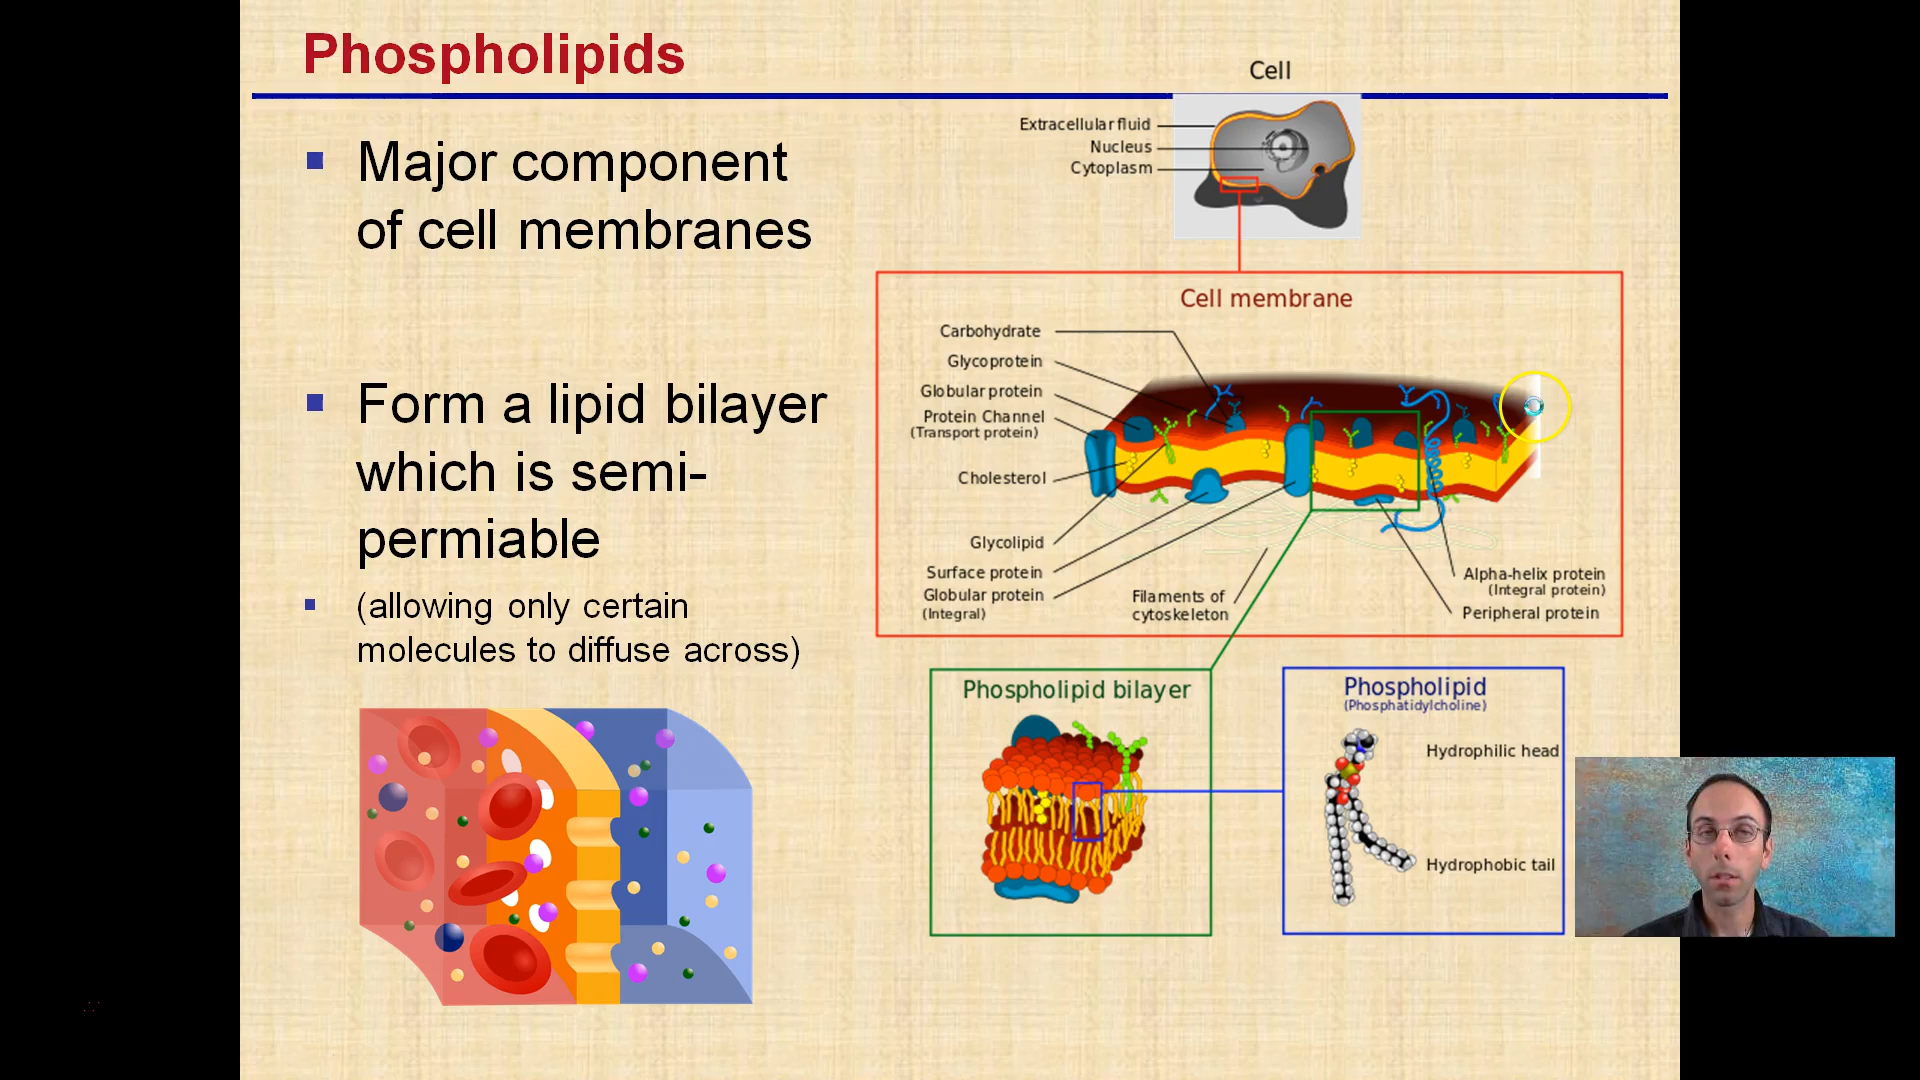 Phospholipids
Major component
of cell membranes
Form a lipid bilayer
which is semi-
permiable
(allowing only certain
molecules to diffuse across)
Cell
Extracellular fluid
Nucleus
Cytoplasm
Cell membrane
Carbohydrate
Glycoprotein
Globular protein
Protein Channel
(Transport protein)
Cholesterol
Glycolipid
Surface protein
Globular protein
(Integral)
Filaments of
cytoskeleton
Alpha-helix protein
(Integral protein)
Peripheral protein
Phospholipid bilayer
Phospholipid
(Phosphatidylcholine)
Hydrophilic head
Hydrophobic tail